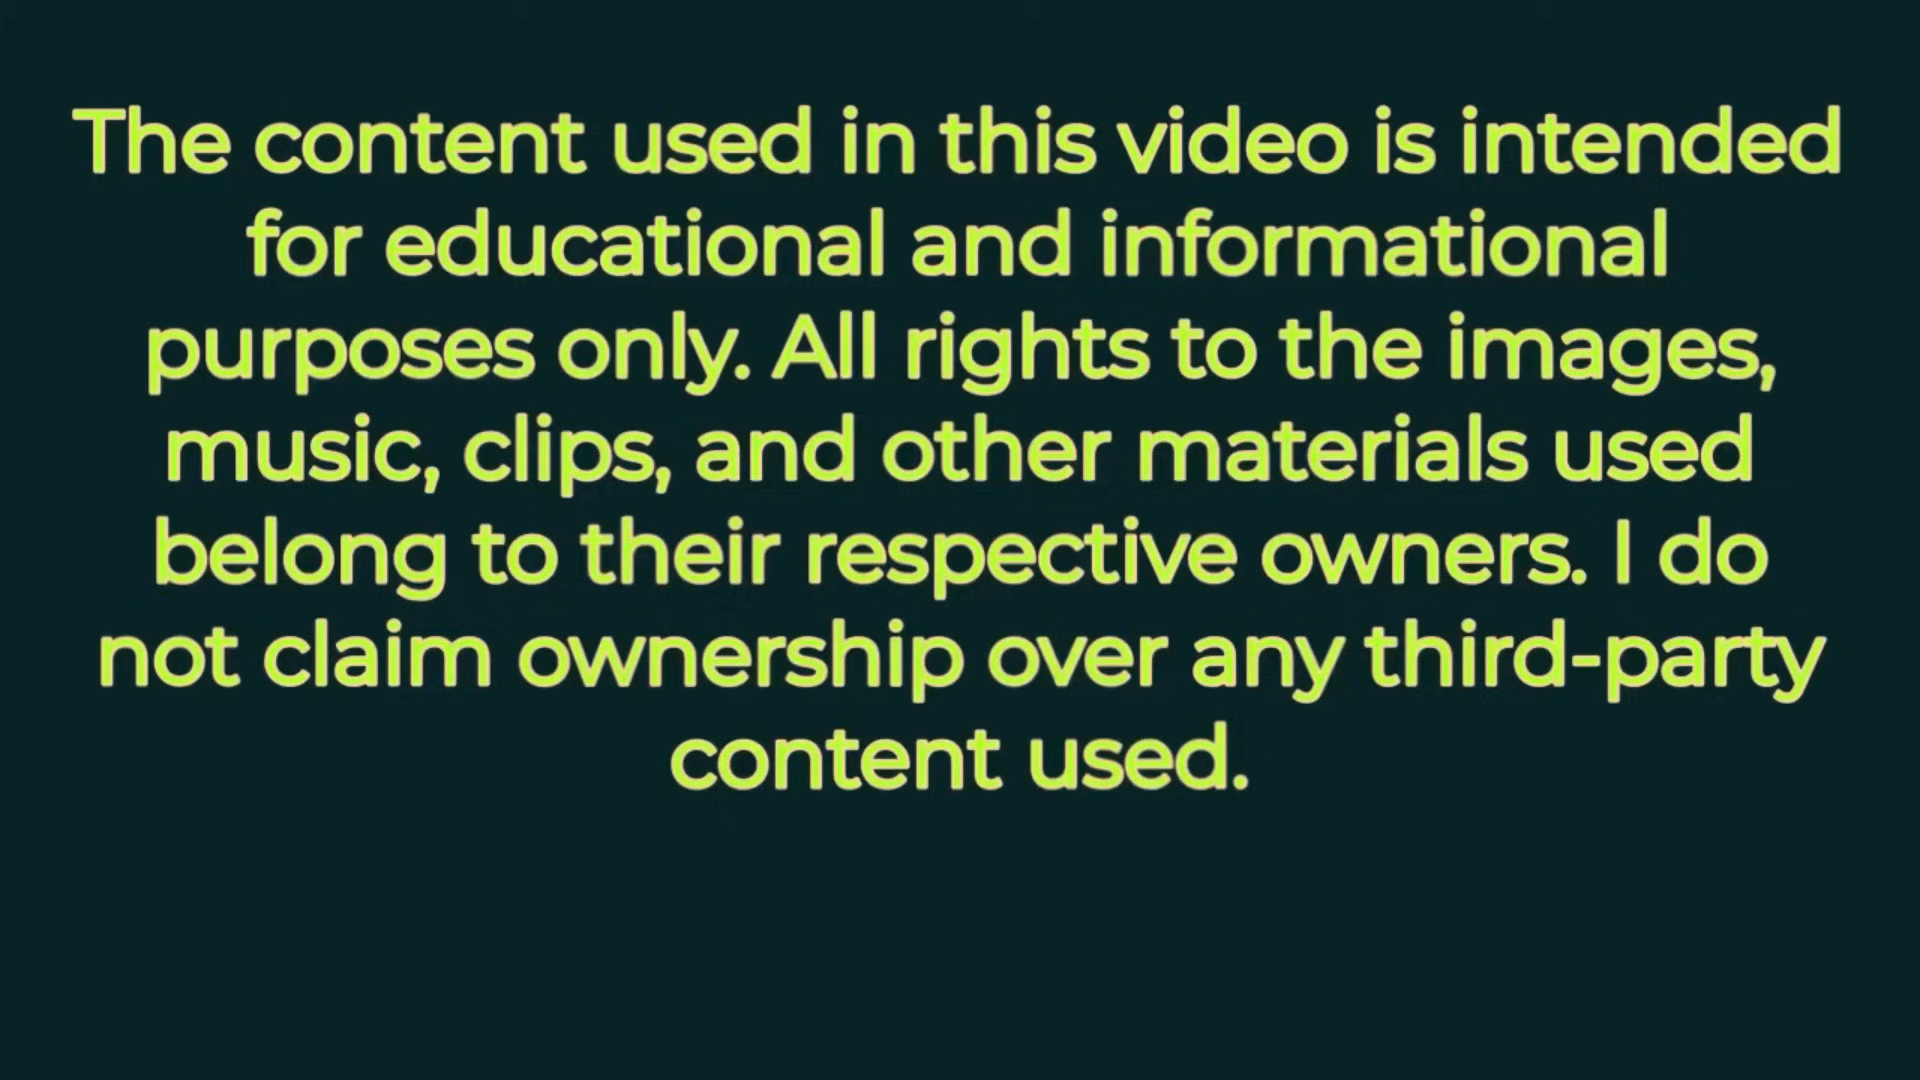 The content used in this video is intended
for educational and informational
purposes only. All rights to the images,
music, clips, and other materials used
belong to their respective owners. I do
not claim ownership over any third-party
content used.